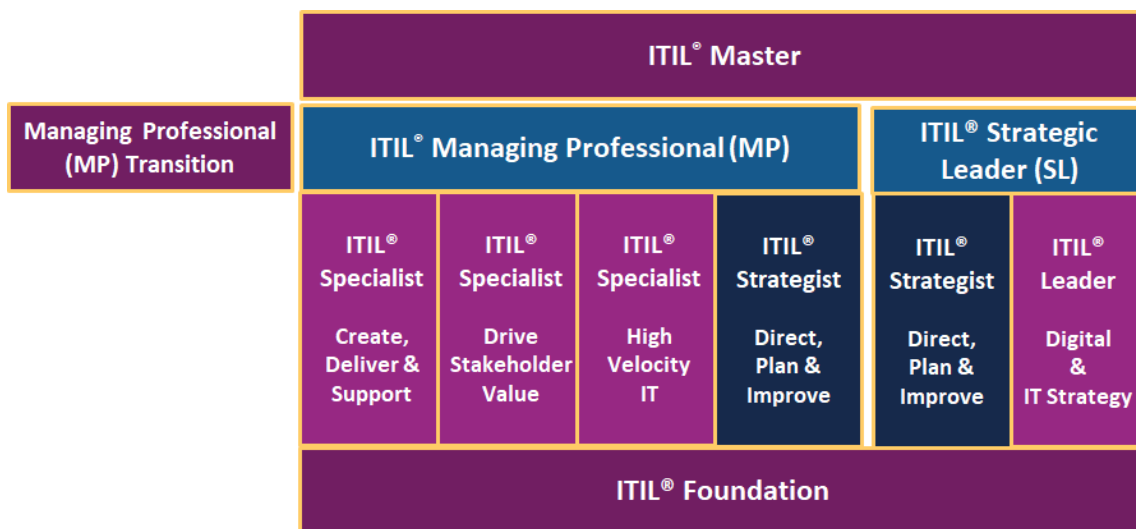 ITIL® Master
Managing Professional
(MP) Transition
ITIL® Managing Professional (MP)
ITIL® Strategic
Leader (SL)
ITIL®
Specialist
Create,
Deliver &
Support
ITIL®
Specialist
Drive
Stakeholder
Value
ITIL®
Specialist
High
Velocity
IT
ITIL®
Strategist
Direct,
Plan &
Improve
ITIL®
Strategist
Direct,
Plan &
Improve
ITIL®
Leader
Digital
&
IT Strategy
ITIL® Foundation